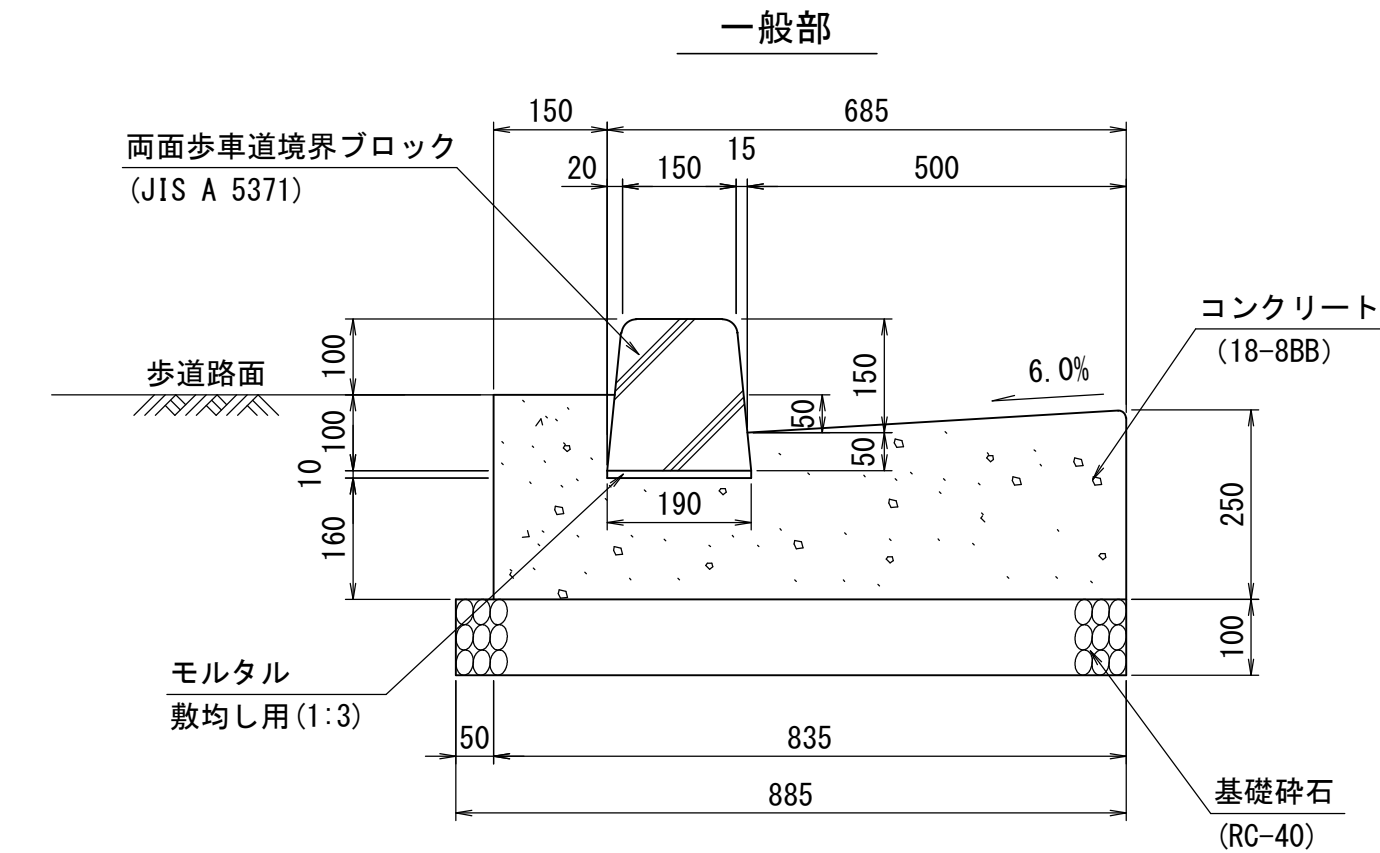 一般部
150
685
両面歩車道境界ブロック
(JIS A 5371)
20
150
15
500
コンクリート
(18-8BB)
歩道路面
100
100
10
160
150
50
50
6.0%
190
250
100
モルタル
敷均し用(1:3)
50
835
885
基礎砕石
(RC-40)